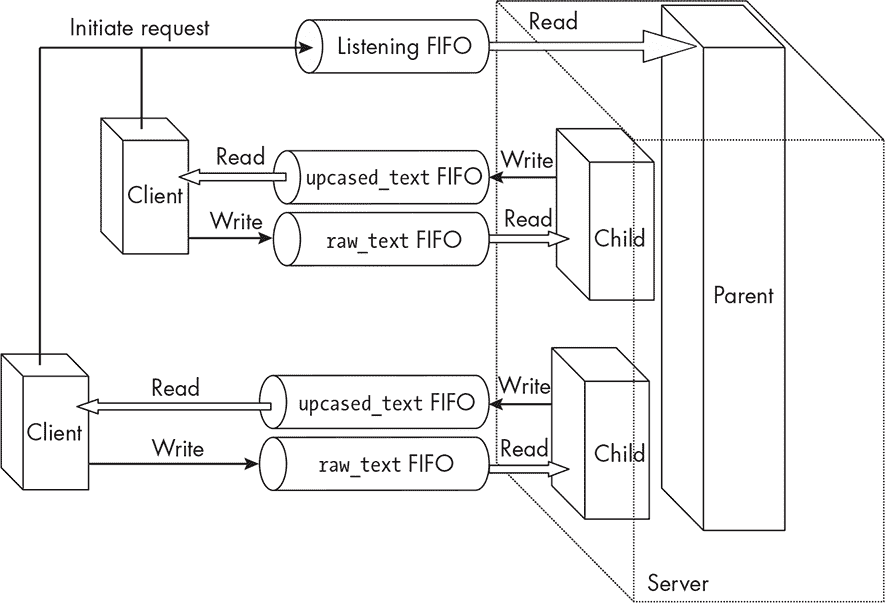 Initiate request
Listening FIFO
Read
Read
upcased_text FIFO
Write
Client
Write
raw_text FIFO
Read
Child
Parent
Read
upcased_text FIFO
Write
Client
Write
raw_text FIFO
Read
Child
Server